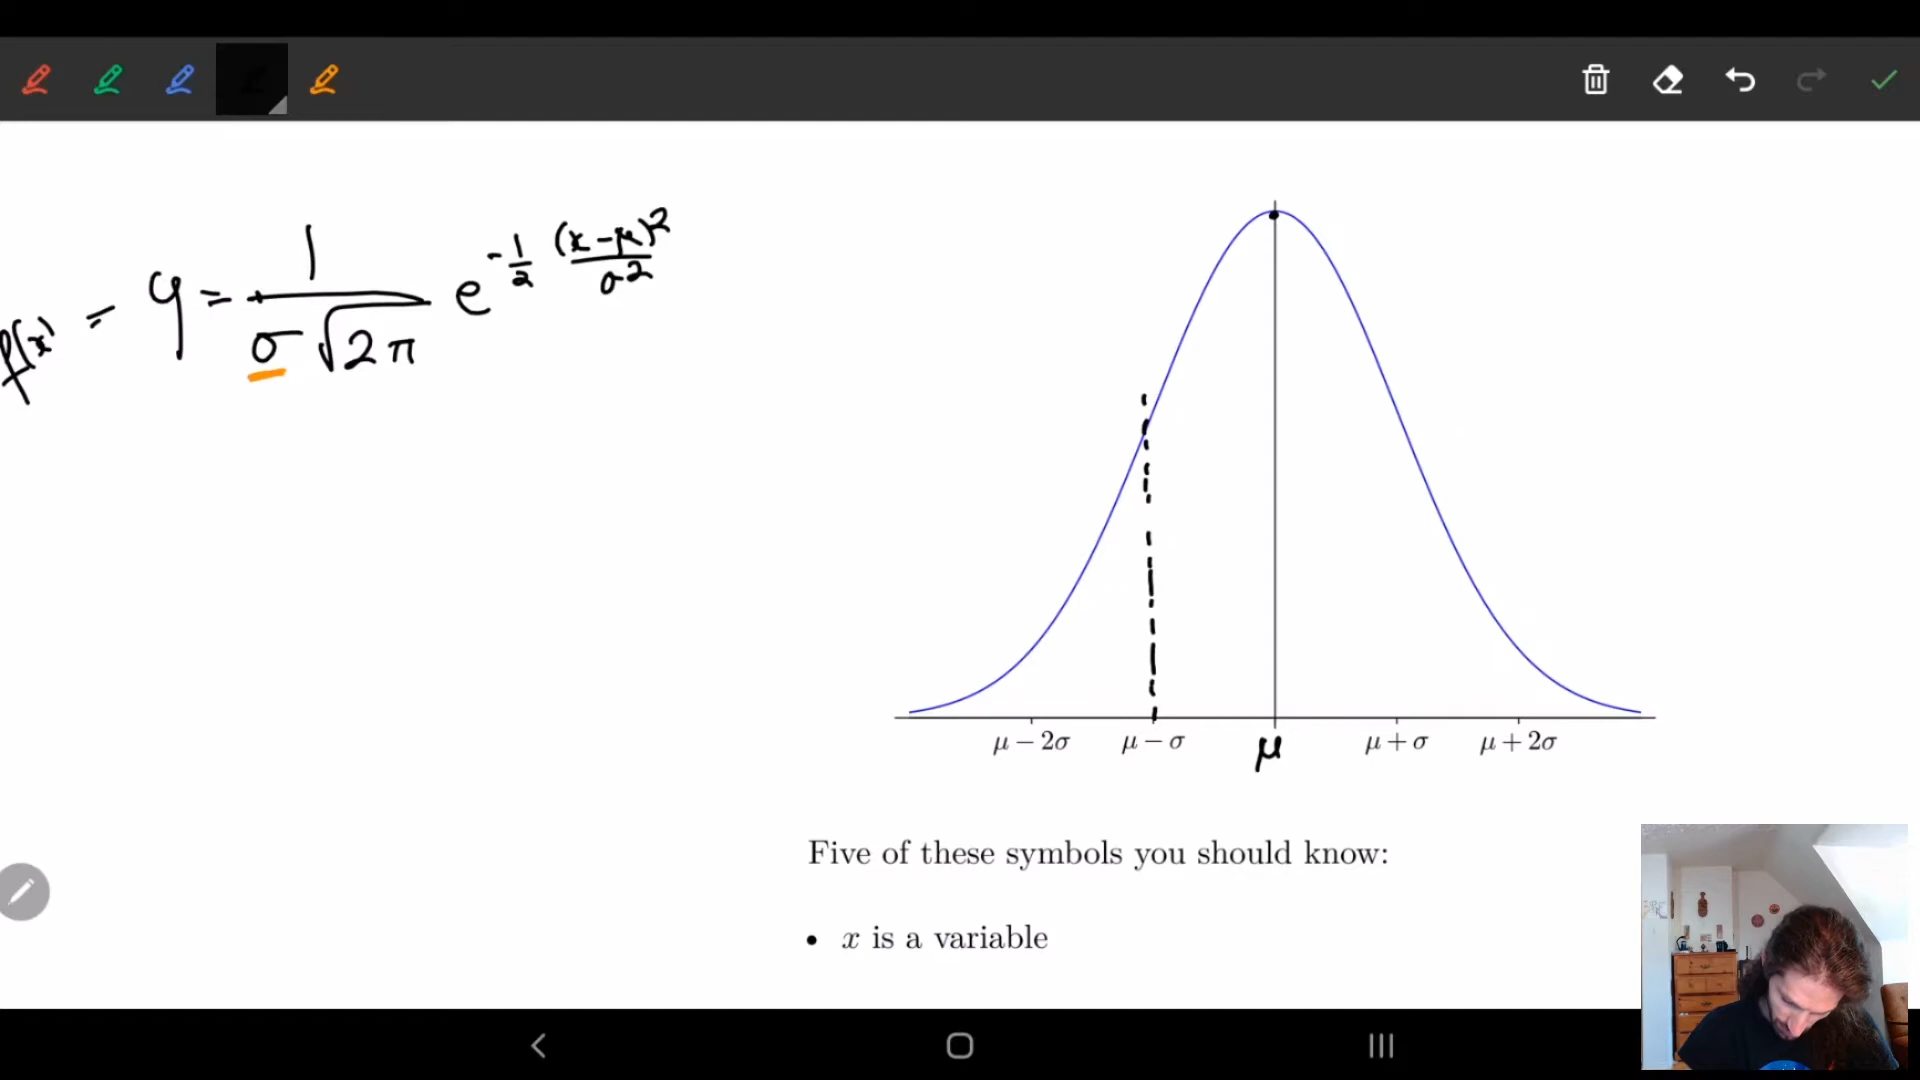 f(x) = y = 1/(σ√2π) e^(-1/2 (x-μ)²/σ²)
μ − 2σ μ − σ μ μ + σ μ + 2σ
Five of these symbols you should know:
• x is a variable